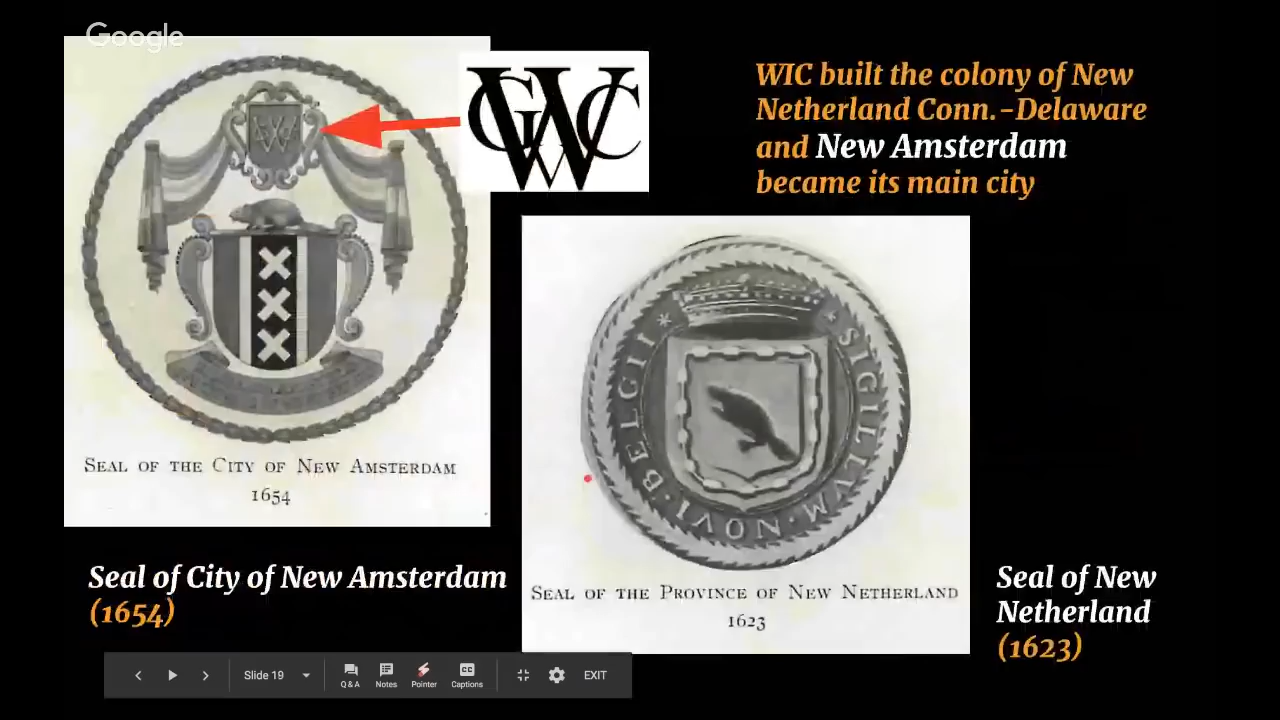 Google
WIC built the colony of New
Netherland Conn.-Delaware
and New Amsterdam
became its main city
GWC
SIGILLVM · NOVI · BELGII
SEAL OF THE CITY OF NEW AMSTERDAM
1654
Seal of City of New Amsterdam
(1654)
SEAL OF THE PROVINCE OF NEW NETHERLAND
1623
Seal of New
Netherland
(1623)
Slide 19
Q & A
Notes
Pointer
CC
Captions
EXIT